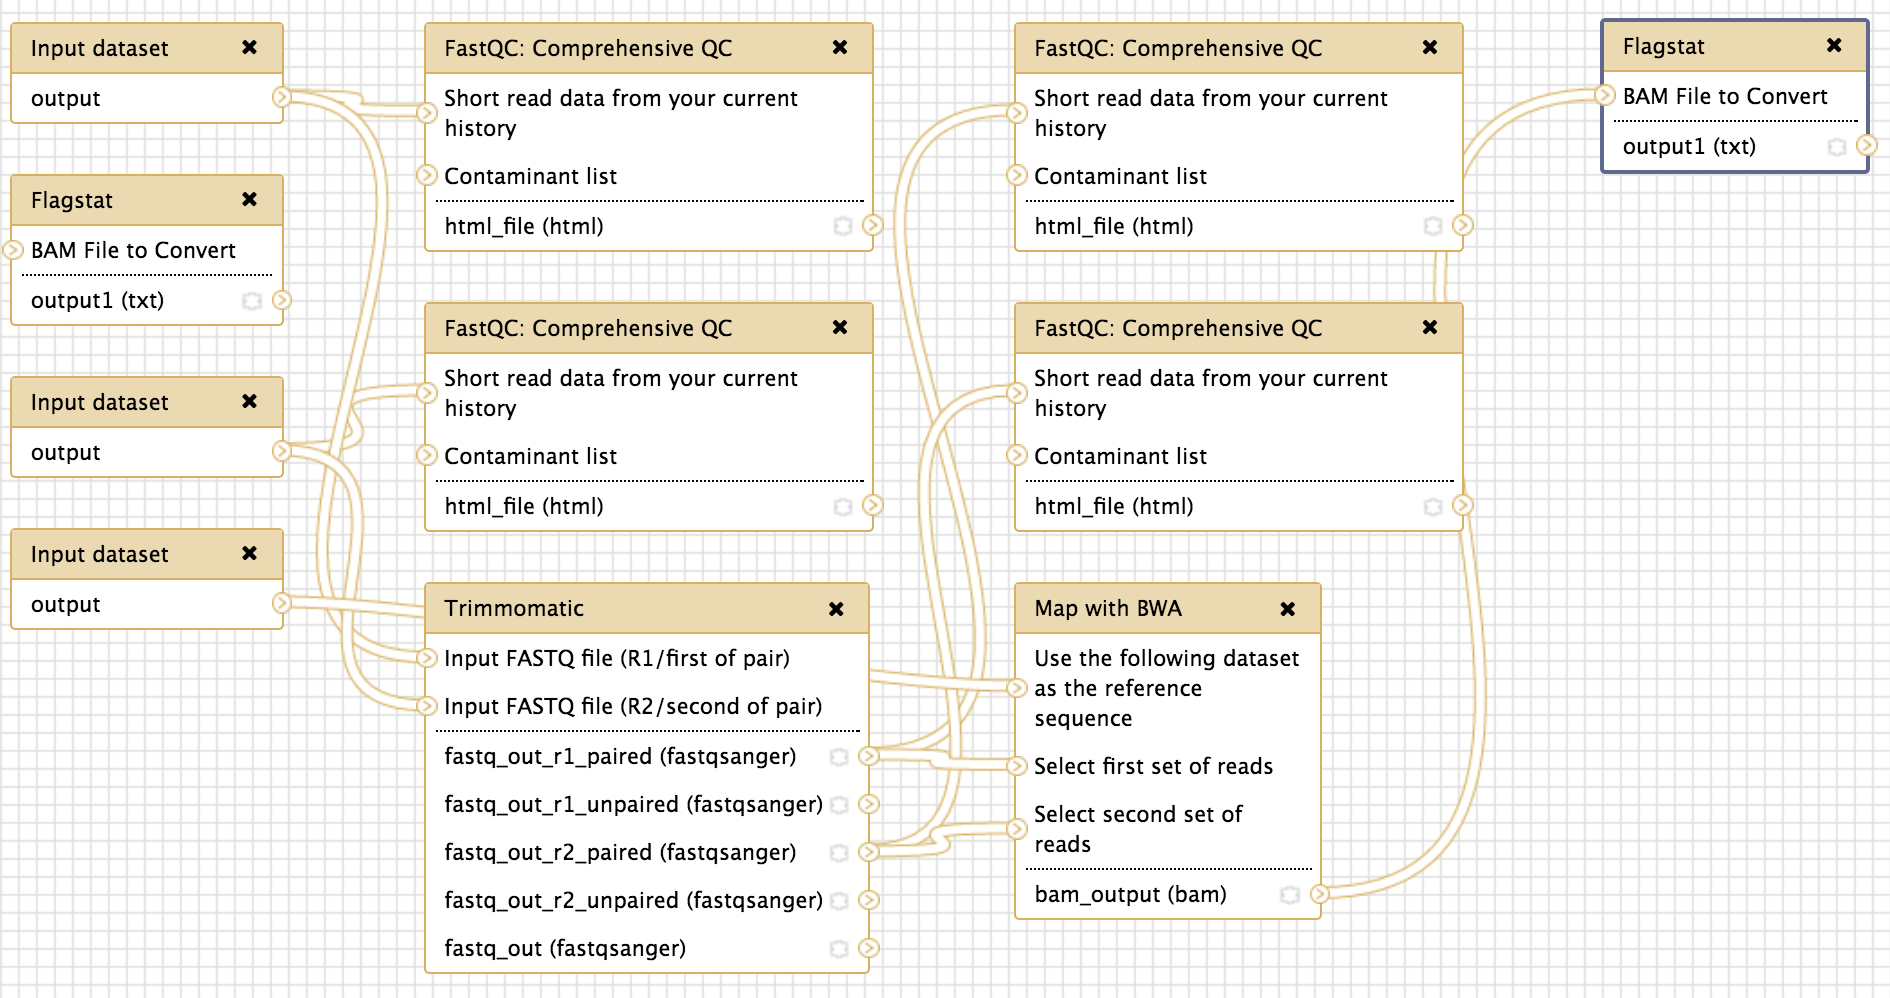 Input dataset
output
Flagstat
BAM File to Convert
output1 (txt)
Input dataset
output
Input dataset
output
FastQC: Comprehensive QC
Short read data from your current
history
Contaminant list
html_file (html)
FastQC: Comprehensive QC
Short read data from your current
history
Contaminant list
html_file (html)
Trimmomatic
Input FASTQ file (R1/first of pair)
Input FASTQ file (R2/second of pair)
fastq_out_r1_paired (fastqsanger)
fastq_out_r1_unpaired (fastqsanger)
fastq_out_r2_paired (fastqsanger)
fastq_out_r2_unpaired (fastqsanger)
fastq_out (fastqsanger)
FastQC: Comprehensive QC
Short read data from your current
history
Contaminant list
html_file (html)
FastQC: Comprehensive QC
Short read data from your current
history
Contaminant list
html_file (html)
Map with BWA
Use the following dataset
as the reference
sequence
Select first set of reads
Select second set of
reads
bam_output (bam)
Flagstat
BAM File to Convert
output1 (txt)